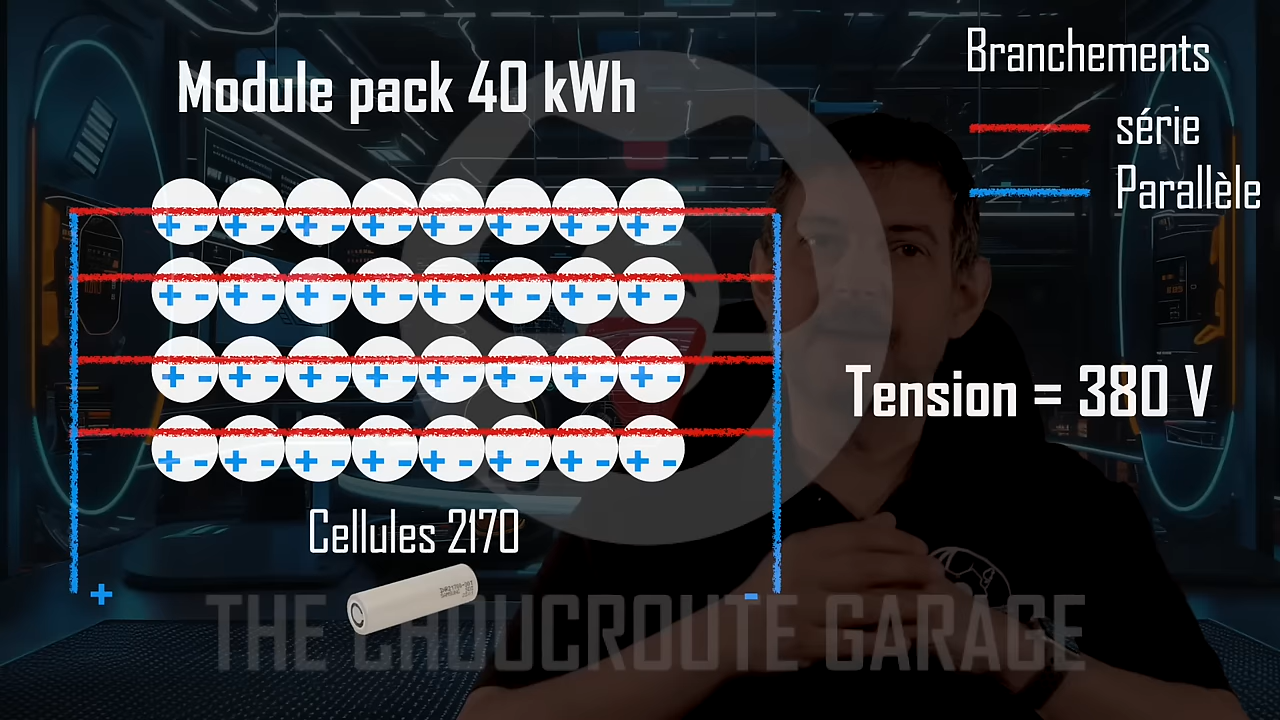 Module pack 40 kWh
Branchements
série
Parallèle
+ - + - + - + - + - + - + - + -
+ - + - + - + - + - + - + - + -
+ - + - + - + - + - + - + - + -
+ - + - + - + - + - + - + - + -
Tension = 380 V
Cellules 2170
+ -
THE CHOUCROUTE GARAGE